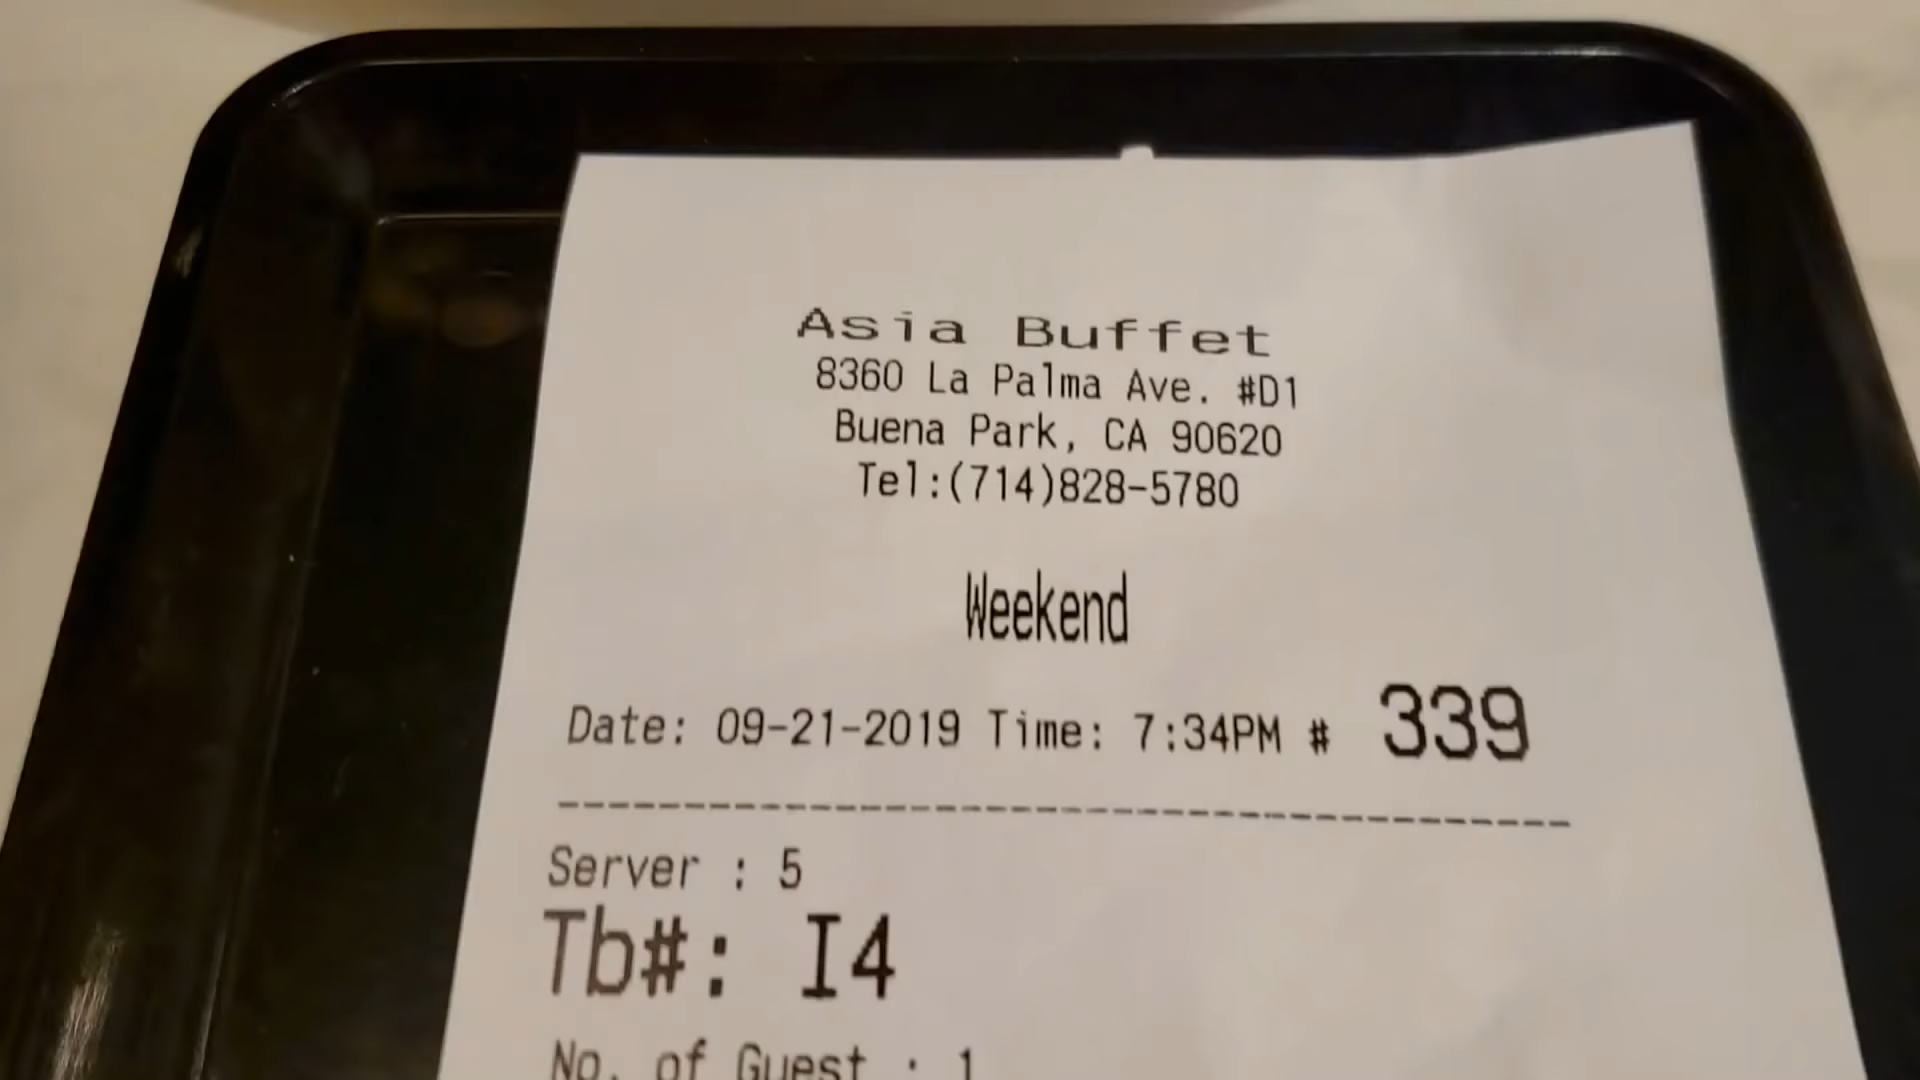 Asia Buffet
8360 La Palma Ave. #D1
Buena Park, CA 90620
Tel:(714)828-5780
Weekend
Date: 09-21-2019 Time: 7:34PM # 339
Server : 5
Tb#: I4
No. of Guest : 1